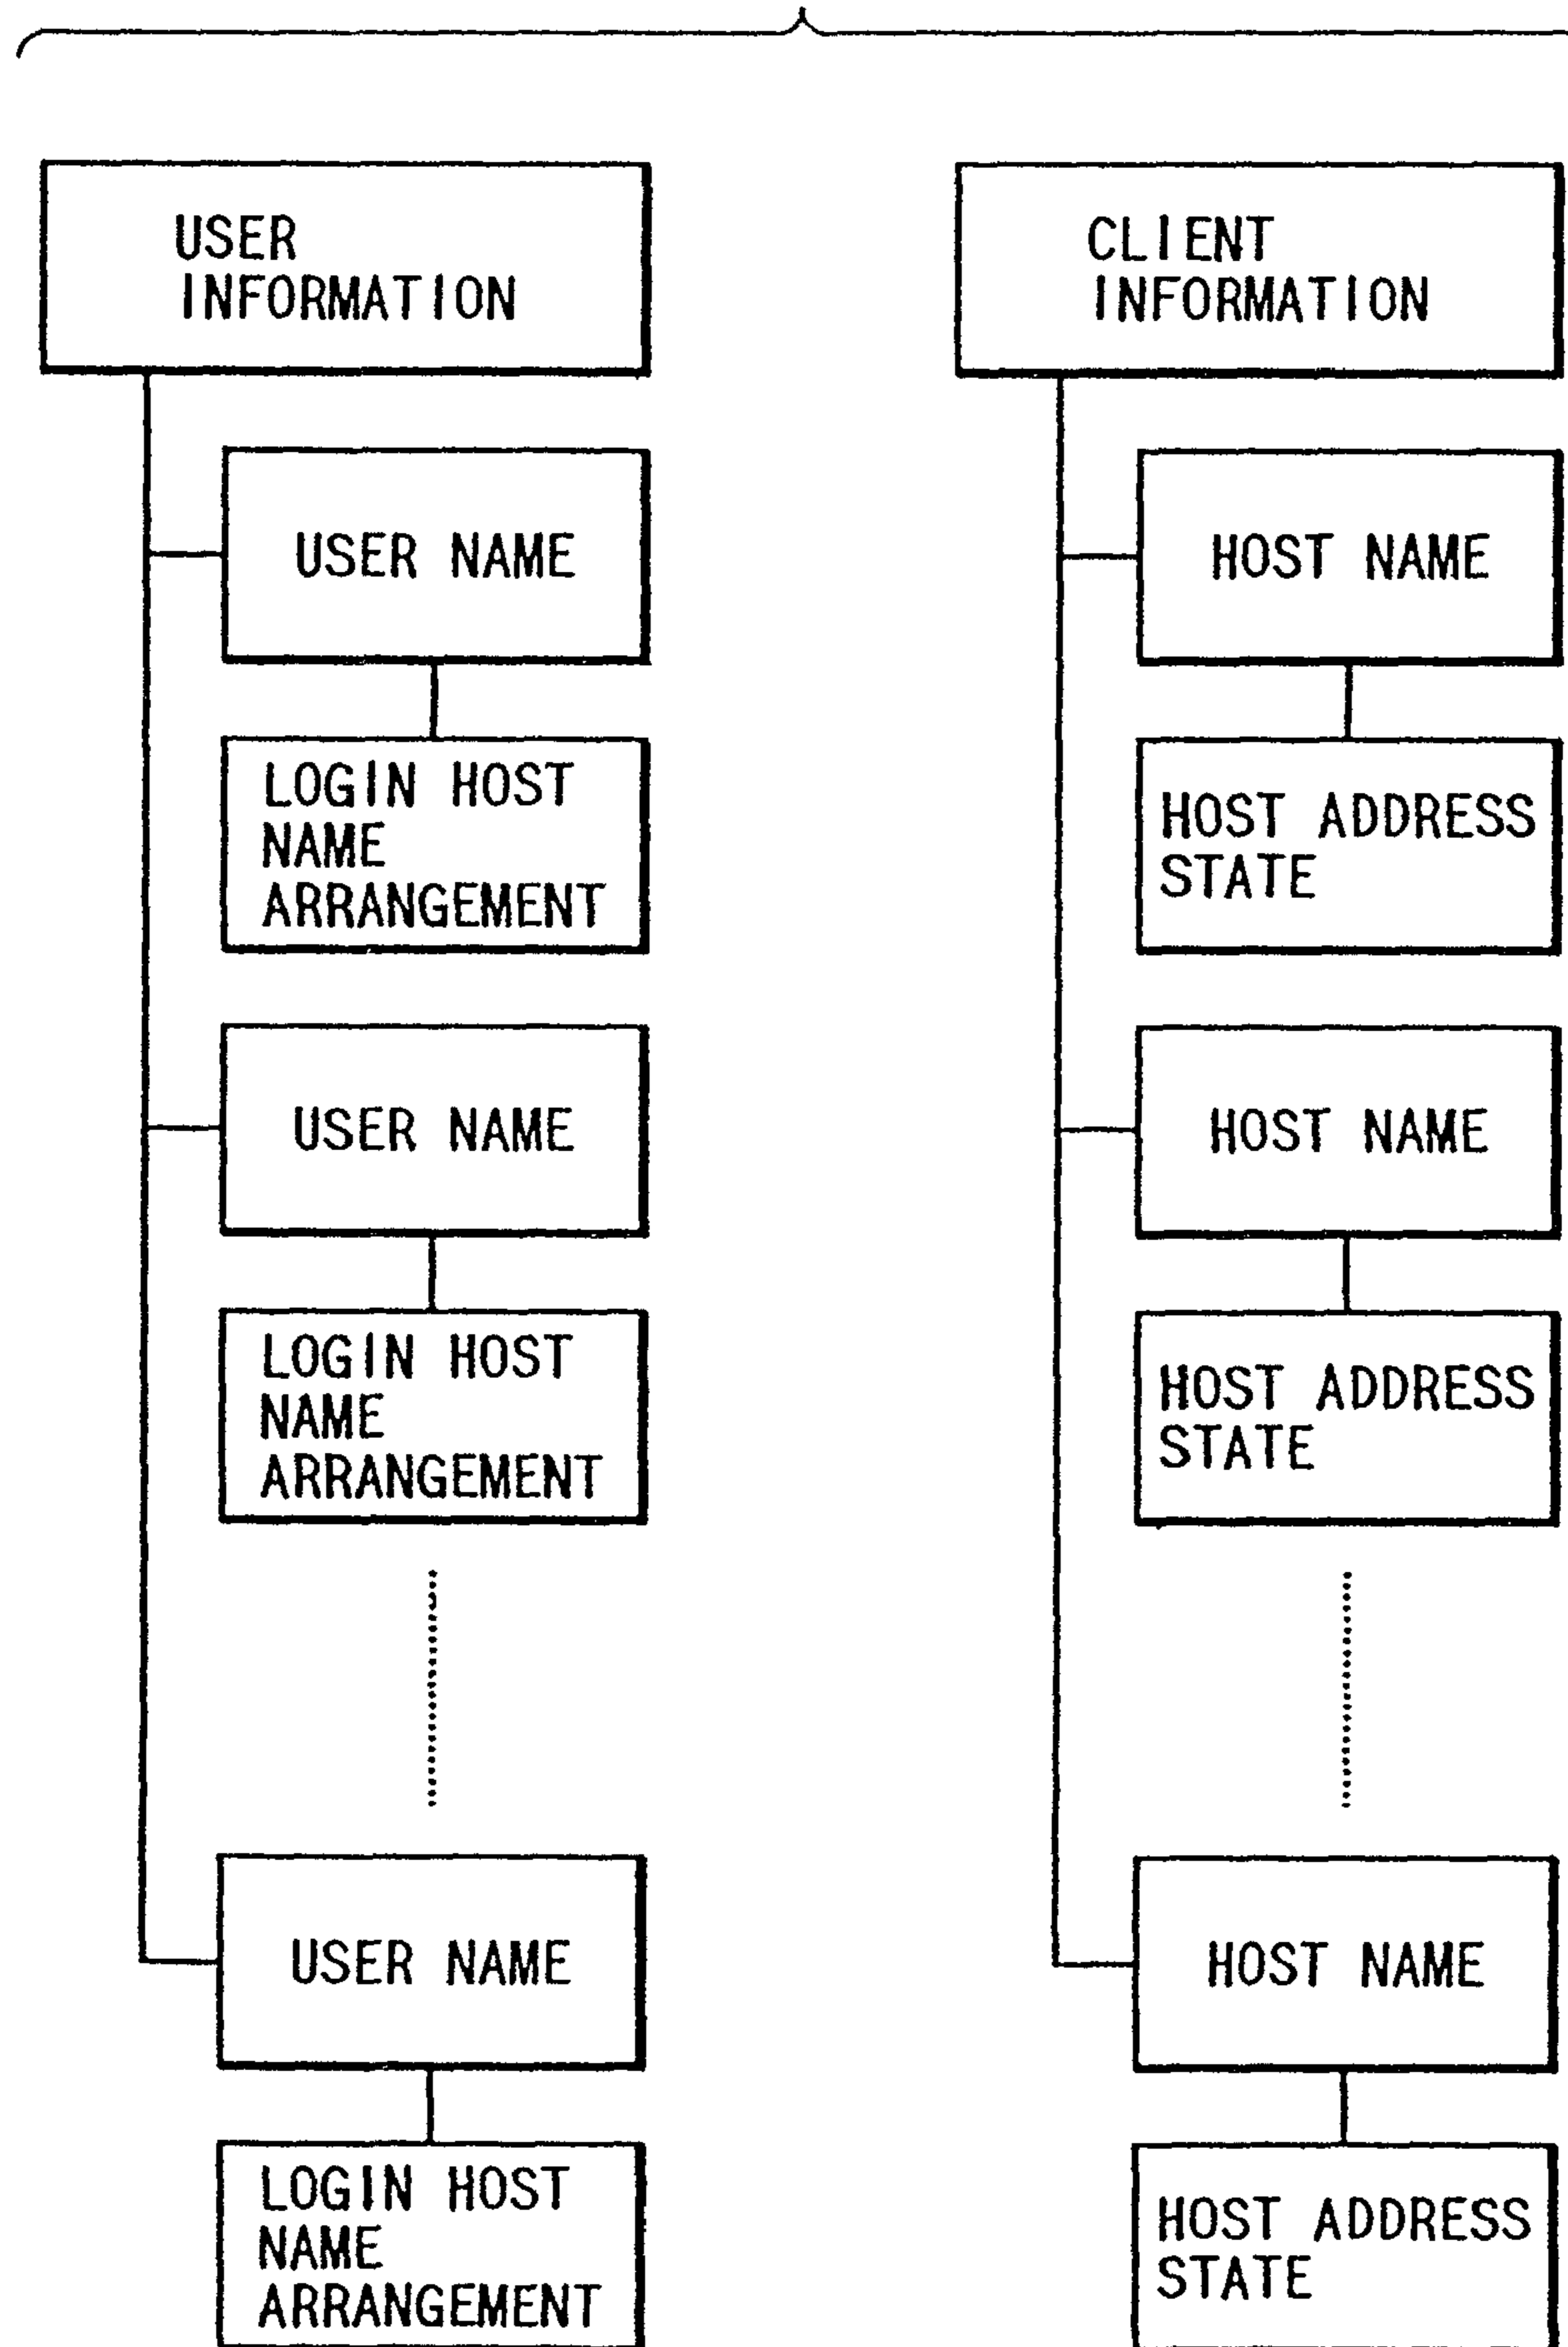 USER
INFORMATION
USER NAME
LOGIN HOST
NAME
ARRANGEMENT
USER NAME
LOGIN HOST
NAME
ARRANGEMENT
USER NAME
LOGIN HOST
NAME
ARRANGEMENT
CLIENT
INFORMATION
HOST NAME
HOST ADDRESS
STATE
HOST NAME
HOST ADDRESS
STATE
HOST NAME
HOST ADDRESS
STATE